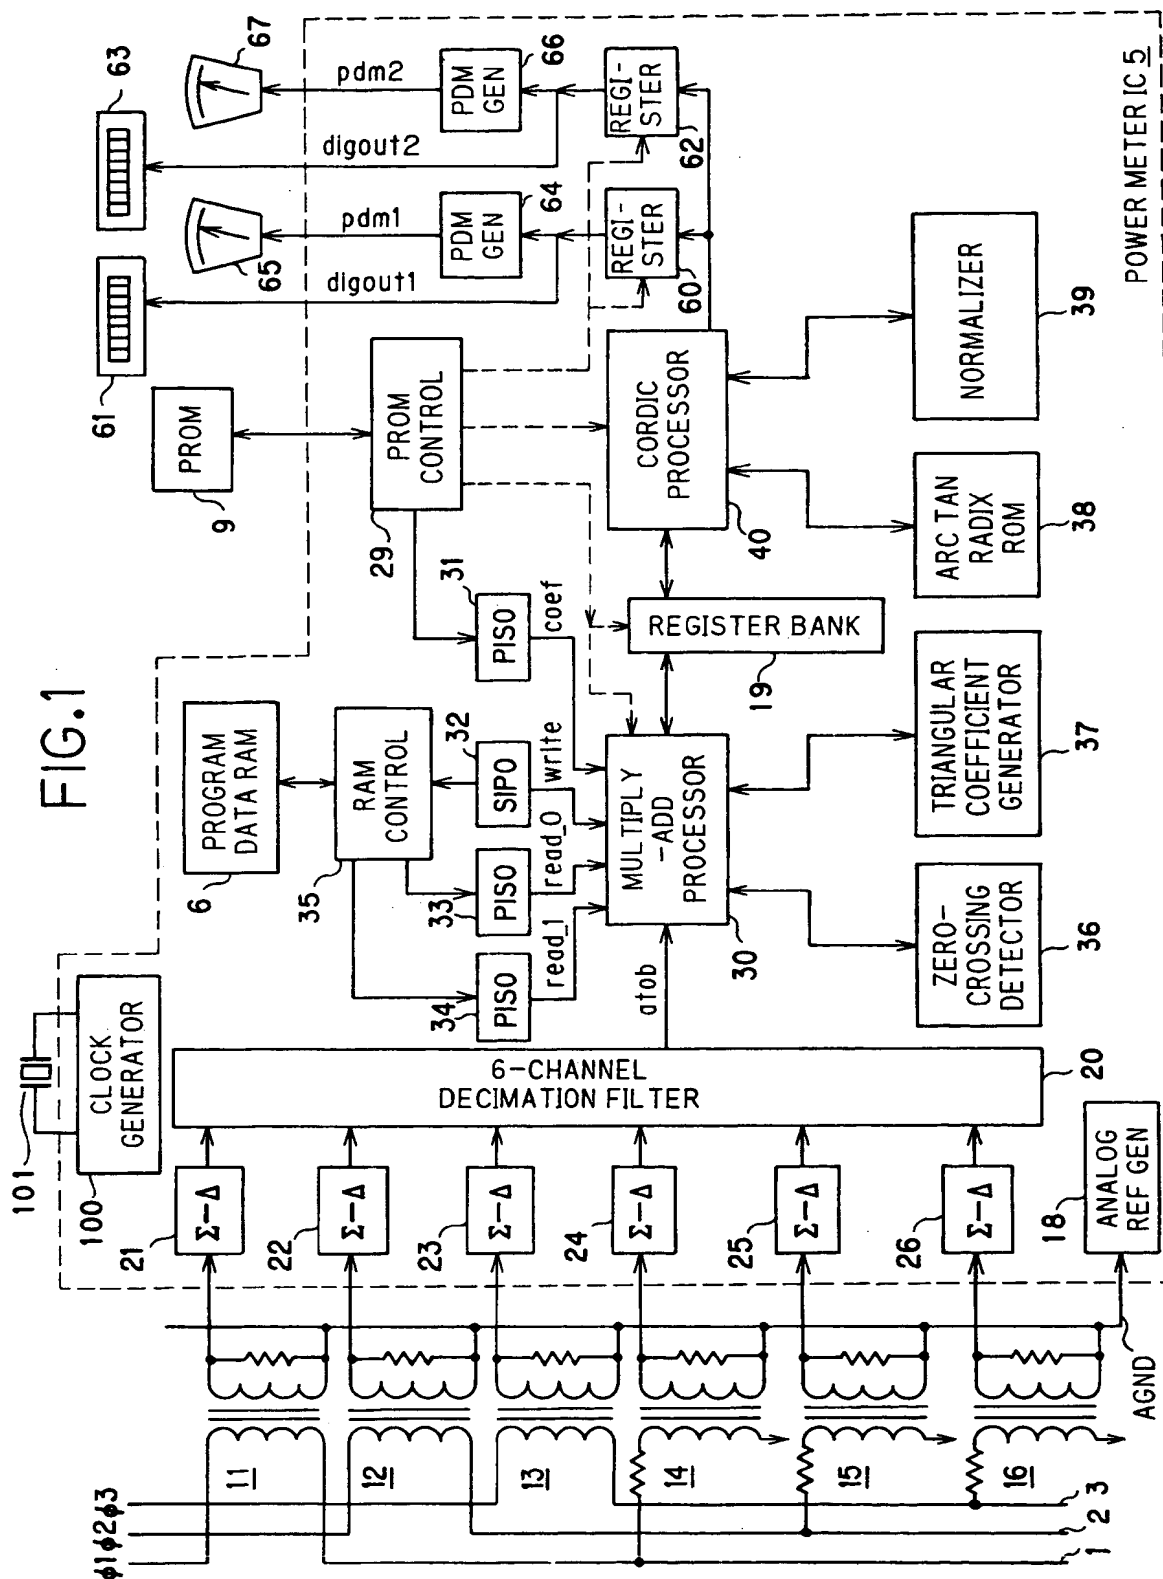 FIG.1
101
100
CLOCK
GENERATOR
6
PROGRAM
DATA RAM
9
PROM
61
63
65
67
digout1
pdm1
digout2
pdm2
35
RAM
CONTROL
29
PROM
CONTROL
64
PDM
GEN
66
PDM
GEN
34
PISO
33
PISO
32
SIPO
31
PISO
read_1
read_0
write
coef
60
REGI-
STER
62
REGI-
STER
atob
30
MULTIPLY
-ADD
PROCESSOR
19
REGISTER BANK
40
CORDIC
PROCESSOR
36
ZERO-
CROSSING
DETECTOR
37
TRIANGULAR
COEFFICIENT
GENERATOR
38
ARC TAN
RADIX
ROM
39
NORMALIZER
POWER METER IC 5
20
6-CHANNEL
DECIMATION FILTER
21
Σ-Δ
22
Σ-Δ
23
Σ-Δ
24
Σ-Δ
25
Σ-Δ
26
Σ-Δ
18
ANALOG
REF GEN
AGND
ϕ1 ϕ2 ϕ3
11
12
13
14
15
16
1
2
3